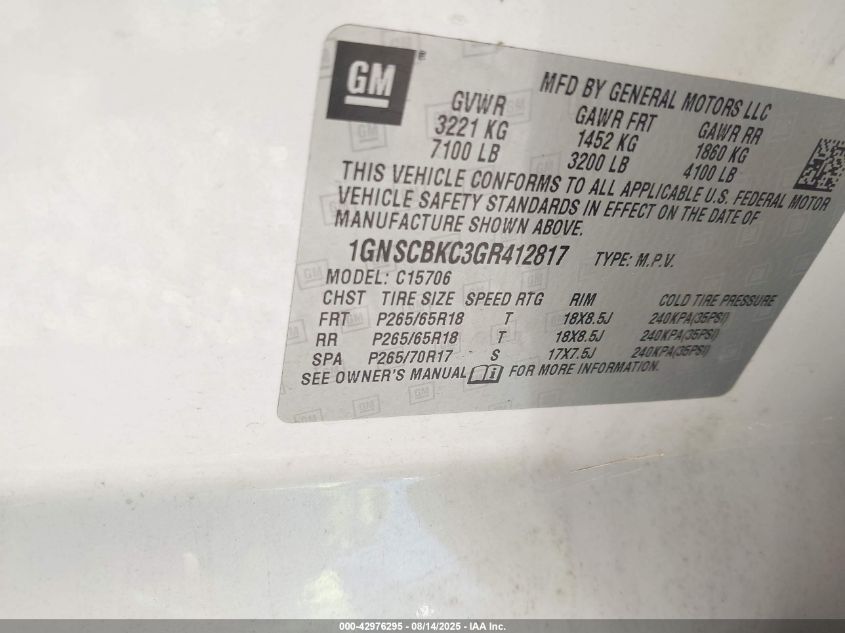 GM®
MFD BY GENERAL MOTORS LLC
GVWR GAWR FRT GAWR RR
3221 KG 1452 KG 1860 KG
7100 LB 3200 LB 4100 LB
THIS VEHICLE CONFORMS TO ALL APPLICABLE U.S. FEDERAL MOTOR
VEHICLE SAFETY STANDARDS IN EFFECT ON THE DATE OF
MANUFACTURE SHOWN ABOVE.
1GNSCBKC3GR412817 TYPE: M.P.V.
MODEL: C15706
CHST TIRE SIZE SPEED RTG RIM COLD TIRE PRESSURE
FRT P265/65R18 T 18X8.5J 240KPA(35PSI)
RR P265/65R18 T 18X8.5J 240KPA(35PSI)
SPA P265/70R17 S 17X7.5J 240KPA(35PSI)
SEE OWNER'S MANUAL FOR MORE INFORMATION.
000-42976295 - 08/14/2025 - IAA Inc.